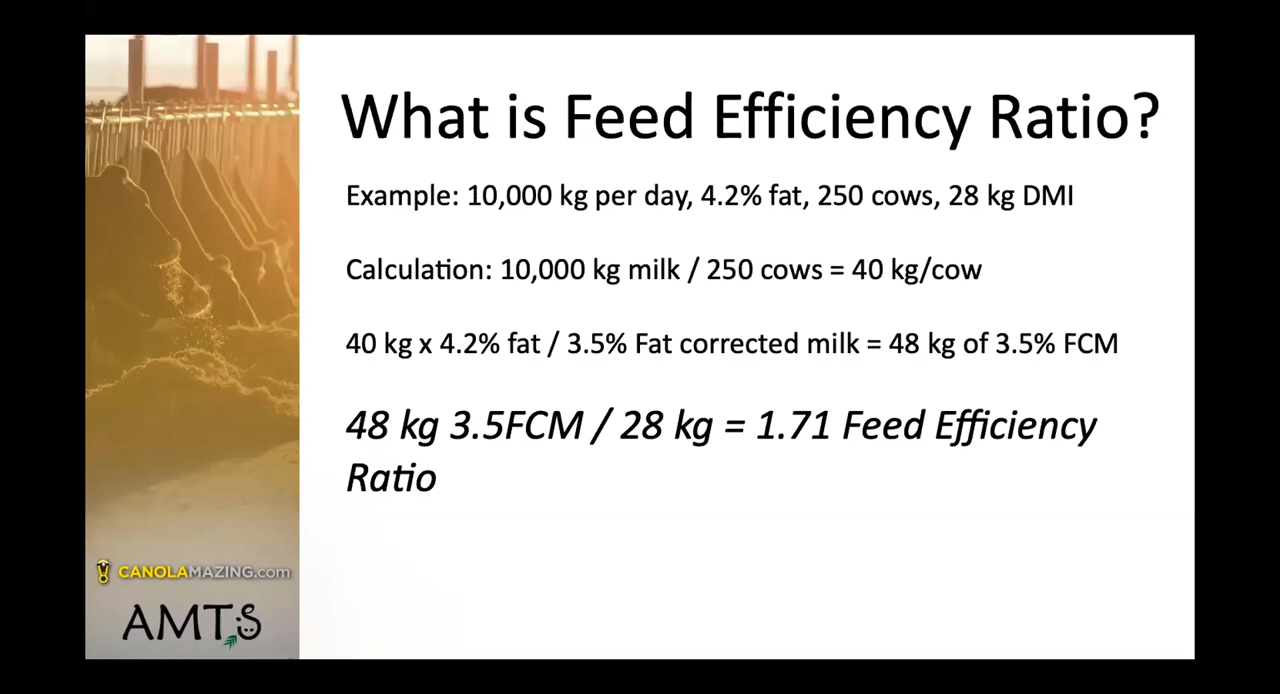 What is Feed Efficiency Ratio?
Example: 10,000 kg per day, 4.2% fat, 250 cows, 28 kg DMI
Calculation: 10,000 kg milk / 250 cows = 40 kg/cow
40 kg x 4.2% fat / 3.5% Fat corrected milk = 48 kg of 3.5% FCM
48 kg 3.5FCM / 28 kg = 1.71 Feed Efficiency
Ratio
CANOLAMAZING.com
AMTS